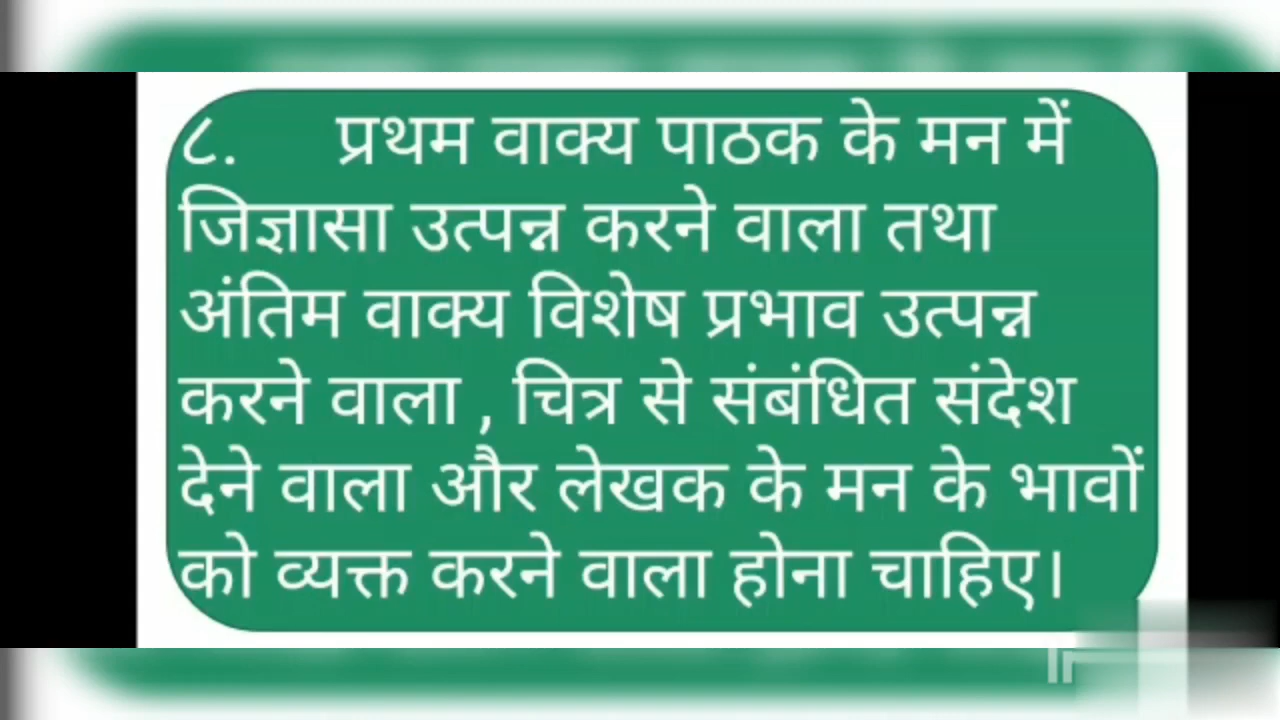 ८. प्रथम वाक्य पाठक के मन में
जिज्ञासा उत्पन्न करने वाला तथा
अंतिम वाक्य विशेष प्रभाव उत्पन्न
करने वाला , चित्र से संबंधित संदेश
देने वाला और लेखक के मन के भावों
को व्यक्त करने वाला होना चाहिए।